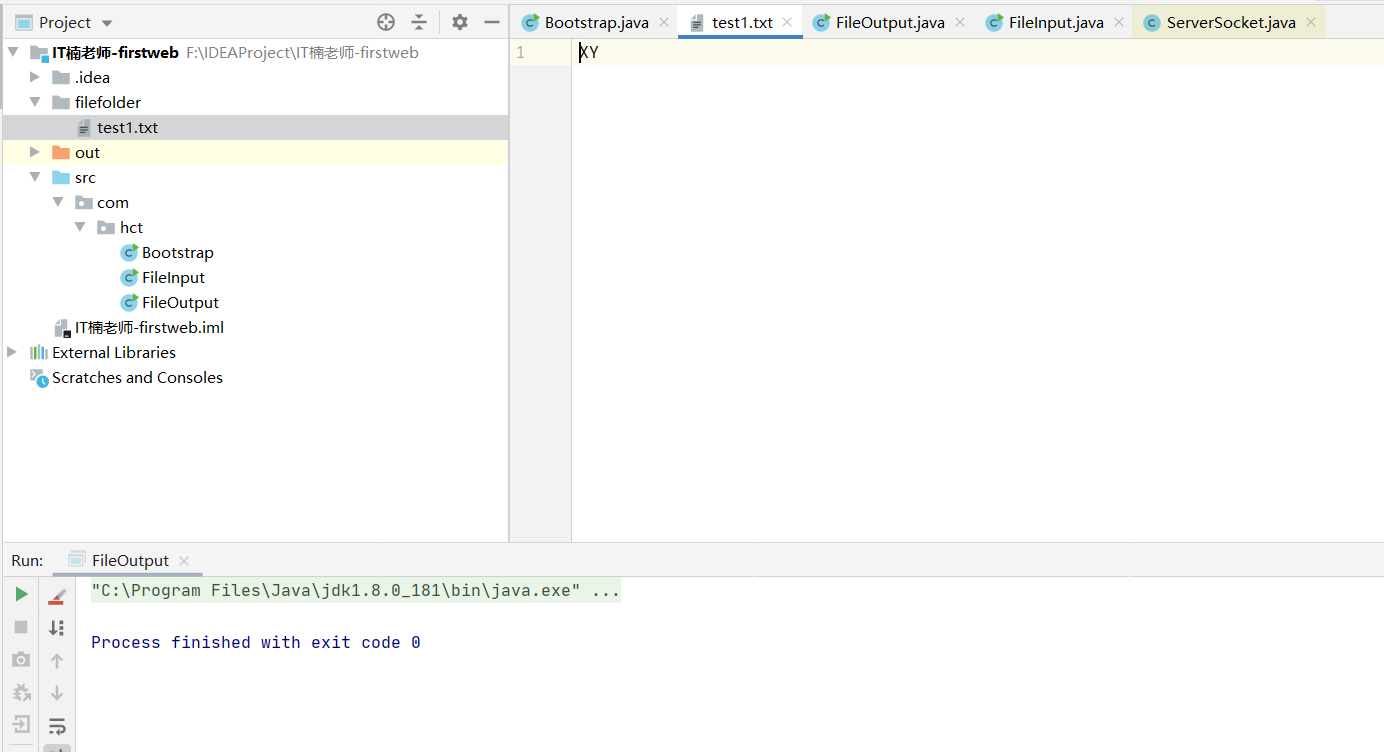 Project
IT楠老师-firstweb F:\IDEAProject\IT楠老师-firstweb
.idea
filefolder
test1.txt
out
src
com
hct
Bootstrap
FileInput
FileOutput
IT楠老师-firstweb.iml
External Libraries
Scratches and Consoles
Bootstrap.java test1.txt FileOutput.java FileInput.java ServerSocket.java
1 XY
Run: FileOutput
"C:\Program Files\Java\jdk1.8.0_181\bin\java.exe" ...
Process finished with exit code 0